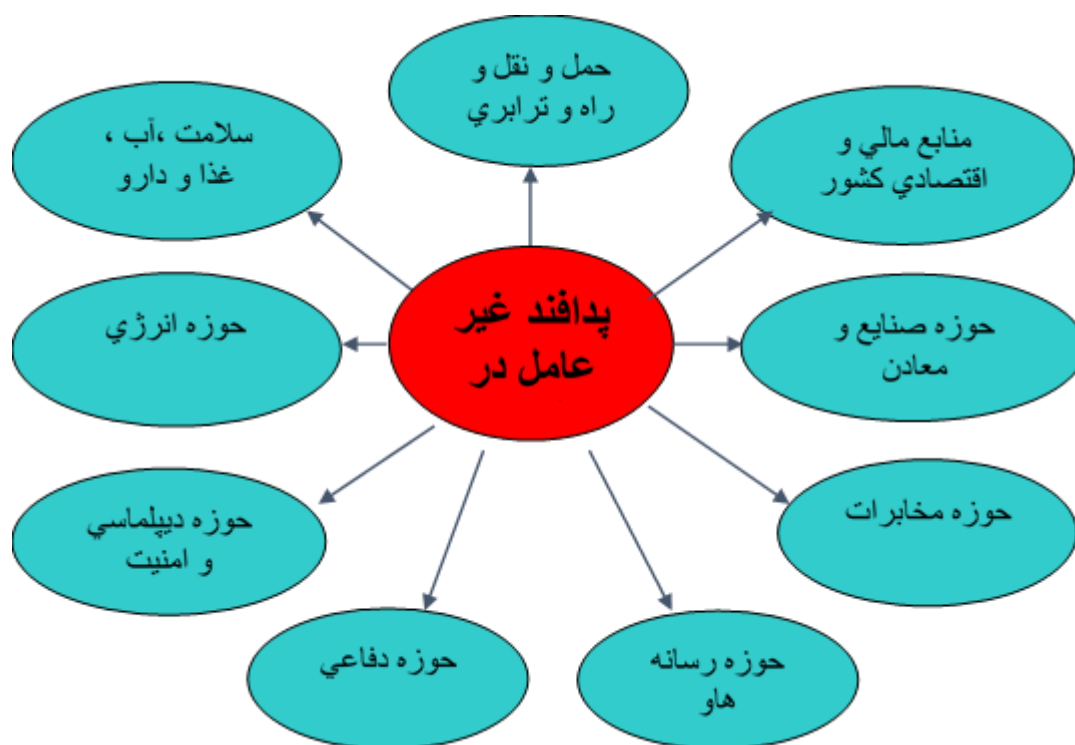 حمل و نقل و
راه و ترابري
سلامت ،آب ،
غذا و دارو
منابع مالي و
اقتصادي كشور
پدافند غير
عامل در
حوزه انرژي
حوزه صنايع و
معادن
حوزه ديپلماسي
و امنيت
حوزه مخابرات
حوزه دفاعي
حوزه رسانه
هاو